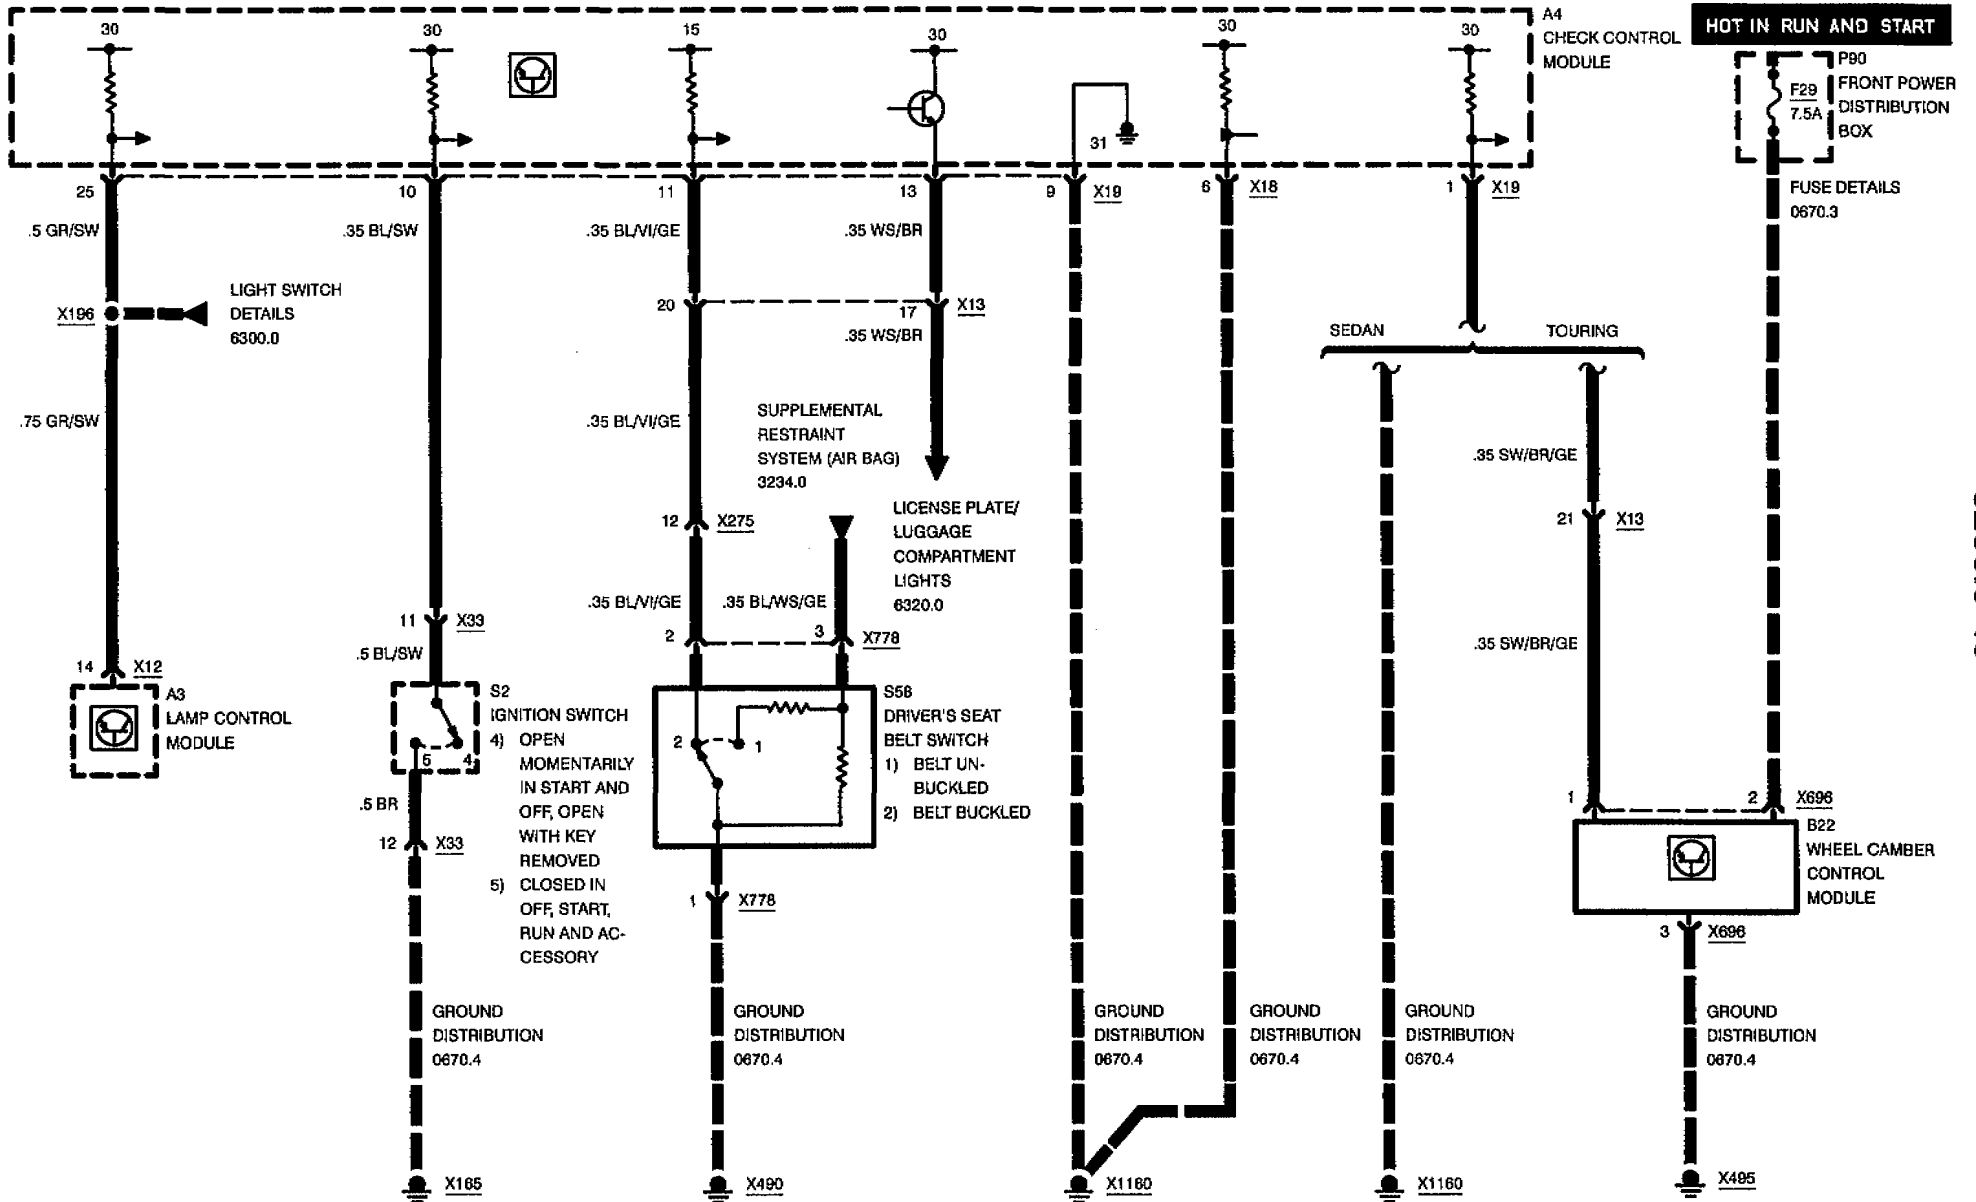 30
30
15
30
30
30
A4
CHECK CONTROL
MODULE
HOT IN RUN AND START
P90
FRONT POWER
DISTRIBUTION
BOX
F29
7.5A
31
25
10
11
13
9
X19
6
X18
1
X19
FUSE DETAILS
0670.3
.5 GR/SW
.35 BL/SW
.35 BL/VI/GE
.35 WS/BR
X196
LIGHT SWITCH
DETAILS
6300.0
20
17
X13
.35 WS/BR
SEDAN
TOURING
.75 GR/SW
.35 BL/VI/GE
SUPPLEMENTAL
RESTRAINT
SYSTEM (AIR BAG)
3234.0
.35 SW/BR/GE
12
X275
LICENSE PLATE/
LUGGAGE
COMPARTMENT
LIGHTS
6320.0
21
X13
.35 BL/VI/GE
.35 BL/WS/GE
11
X33
2
3
X778
.5 BL/SW
.35 SW/BR/GE
14
X12
A3
LAMP CONTROL
MODULE
S2
IGNITION SWITCH
4) OPEN
MOMENTARILY
IN START AND
OFF, OPEN
WITH KEY
REMOVED
5) CLOSED IN
OFF, START,
RUN AND AC-
CESSORY
5
4
.5 BR
12
X33
2
1
S58
DRIVER'S SEAT
BELT SWITCH
1) BELT UN-
BUCKLED
2) BELT BUCKLED
1
X778
1
2
X696
B22
WHEEL CAMBER
CONTROL
MODULE
3
X696
GROUND
DISTRIBUTION
0670.4
GROUND
DISTRIBUTION
0670.4
GROUND
DISTRIBUTION
0670.4
GROUND
DISTRIBUTION
0670.4
GROUND
DISTRIBUTION
0670.4
GROUND
DISTRIBUTION
0670.4
X165
X490
X1160
X1160
X495